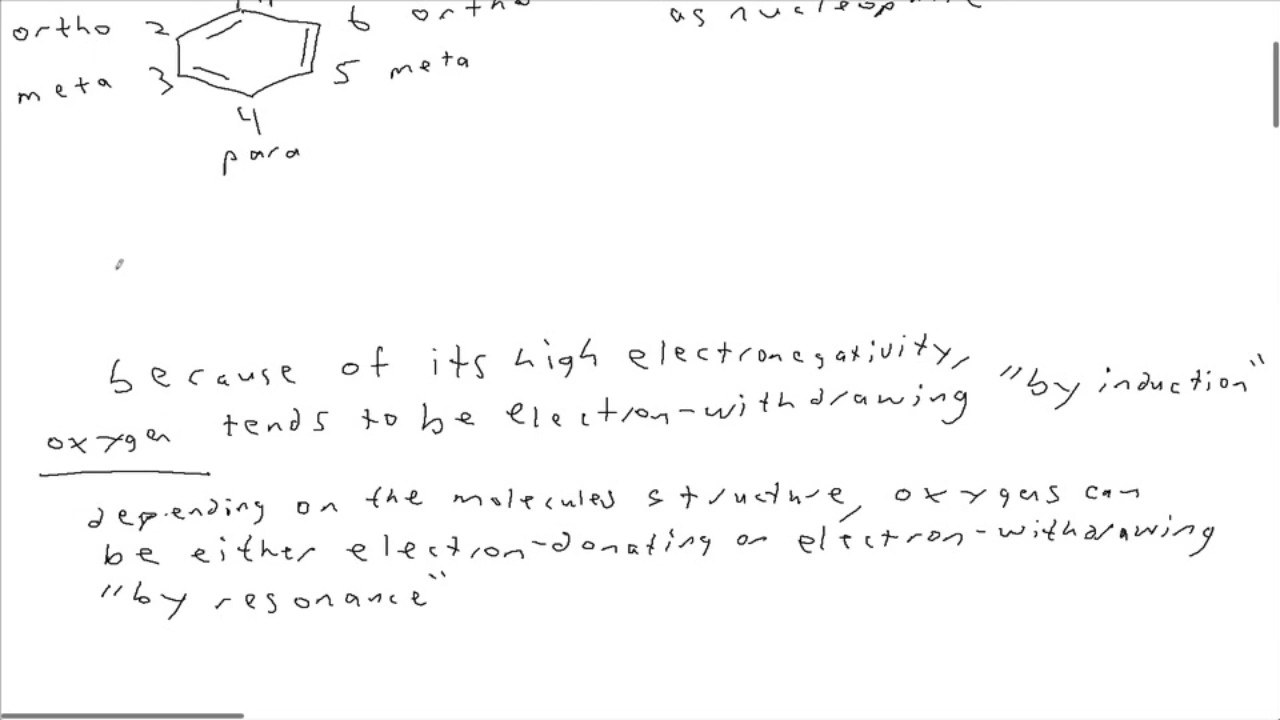 ortho 2 6
as
meta 3 5 meta
4
para
because of its high electronegativity, "by induction"
oxygen tends to be electron-withdrawing
depending on the molecules structure, oxygens can
be either electron-donating or electron-withdrawing
"by resonance"